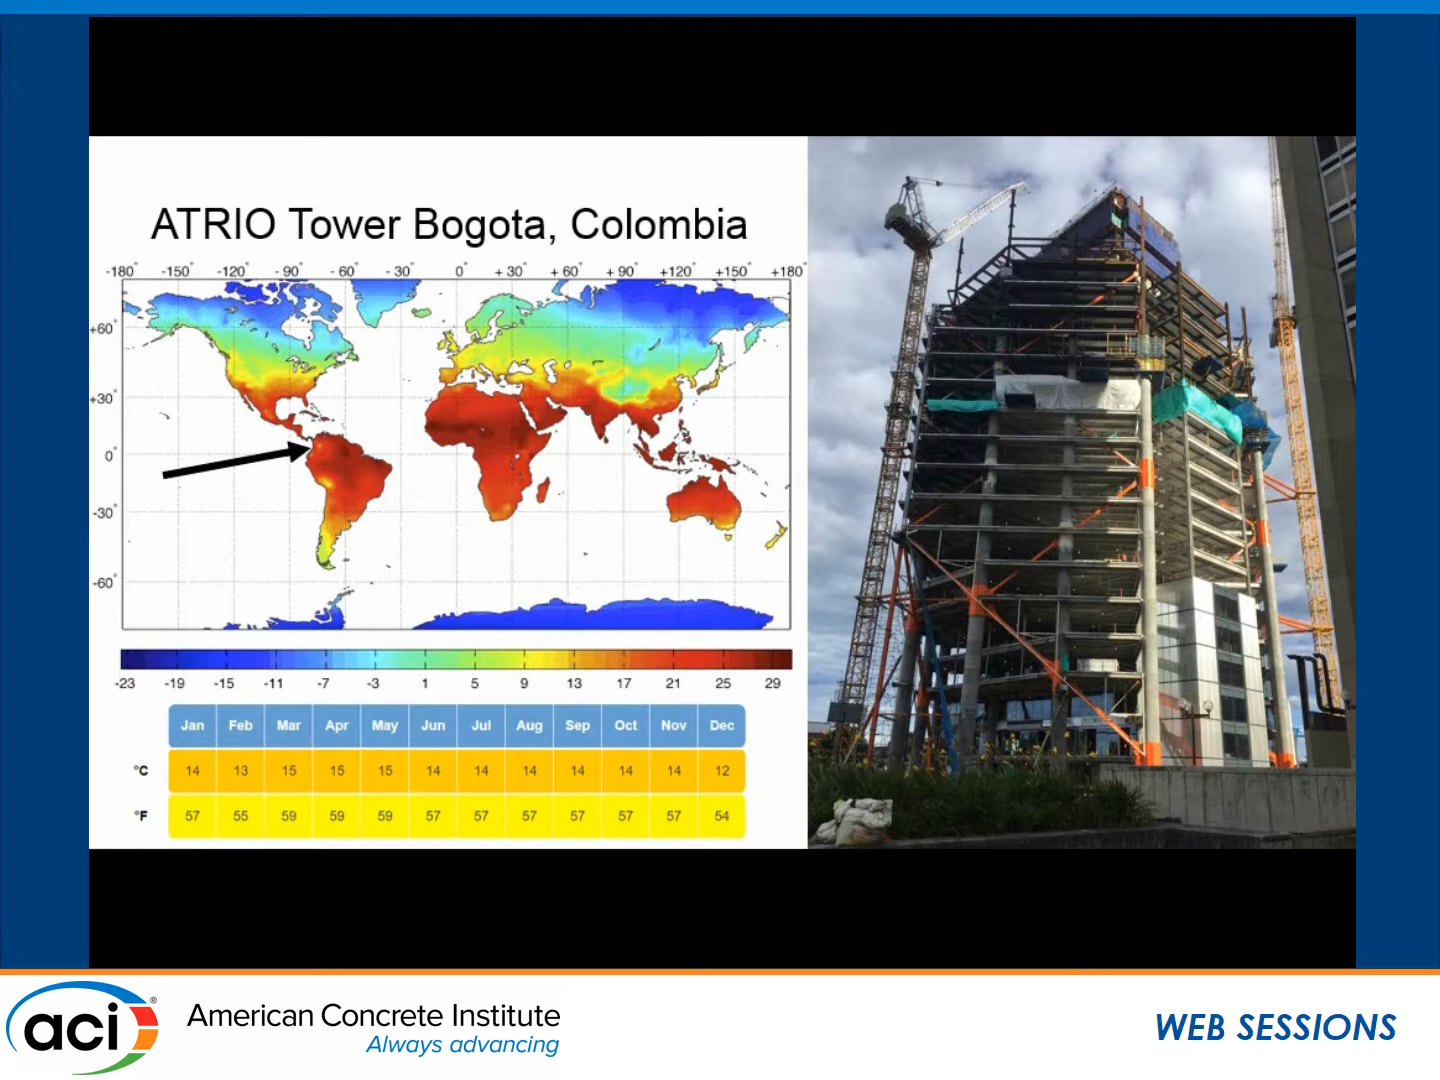 ATRIO Tower Bogota, Colombia
-180° -150° -120° -90° -60° -30° 0° +30° +60° +90° +120° +150° +180°
+60°
+30°
0°
-30°
-60°
-23 -19 -15 -11 -7 -3 1 5 9 13 17 21 25 29
Jan Feb Mar Apr May Jun Jul Aug Sep Oct Nov Dec
°C 14 13 15 15 15 14 14 14 14 14 14 12
°F 57 55 59 59 59 57 57 57 57 57 57 54
aci®
American Concrete Institute
Always advancing
WEB SESSIONS